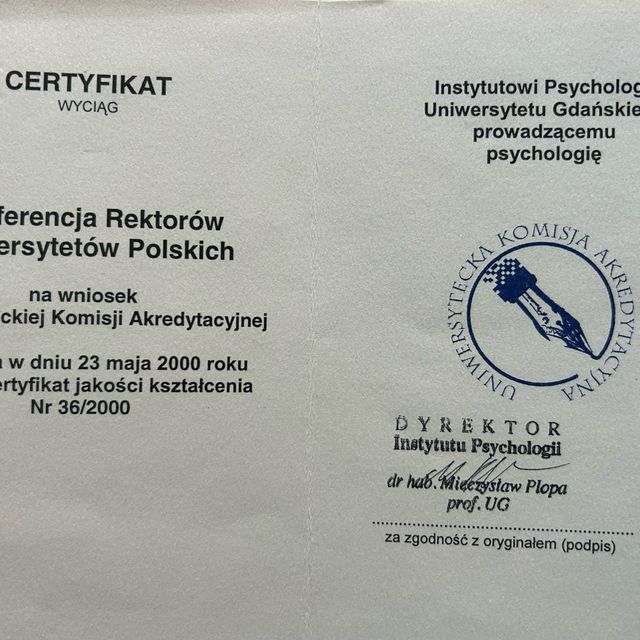 CERTYFIKAT
WYCIĄG
ferencja Rektorów
ersytetów Polskich
na wniosek
ckiej Komisji Akredytacyjnej
a w dniu 23 maja 2000 roku
ertyfikat jakości kształcenia
Nr 36/2000
Instytutowi Psycholog
Uniwersytetu Gdańskie
prowadzącemu
psychologię
UNIWERSYTECKA KOMISJA AKREDYTACYJNA
DYREKTOR
Instytutu Psychologii
dr hab. Mieczysław Plopa
prof. UG
za zgodność z oryginałem (podpis)